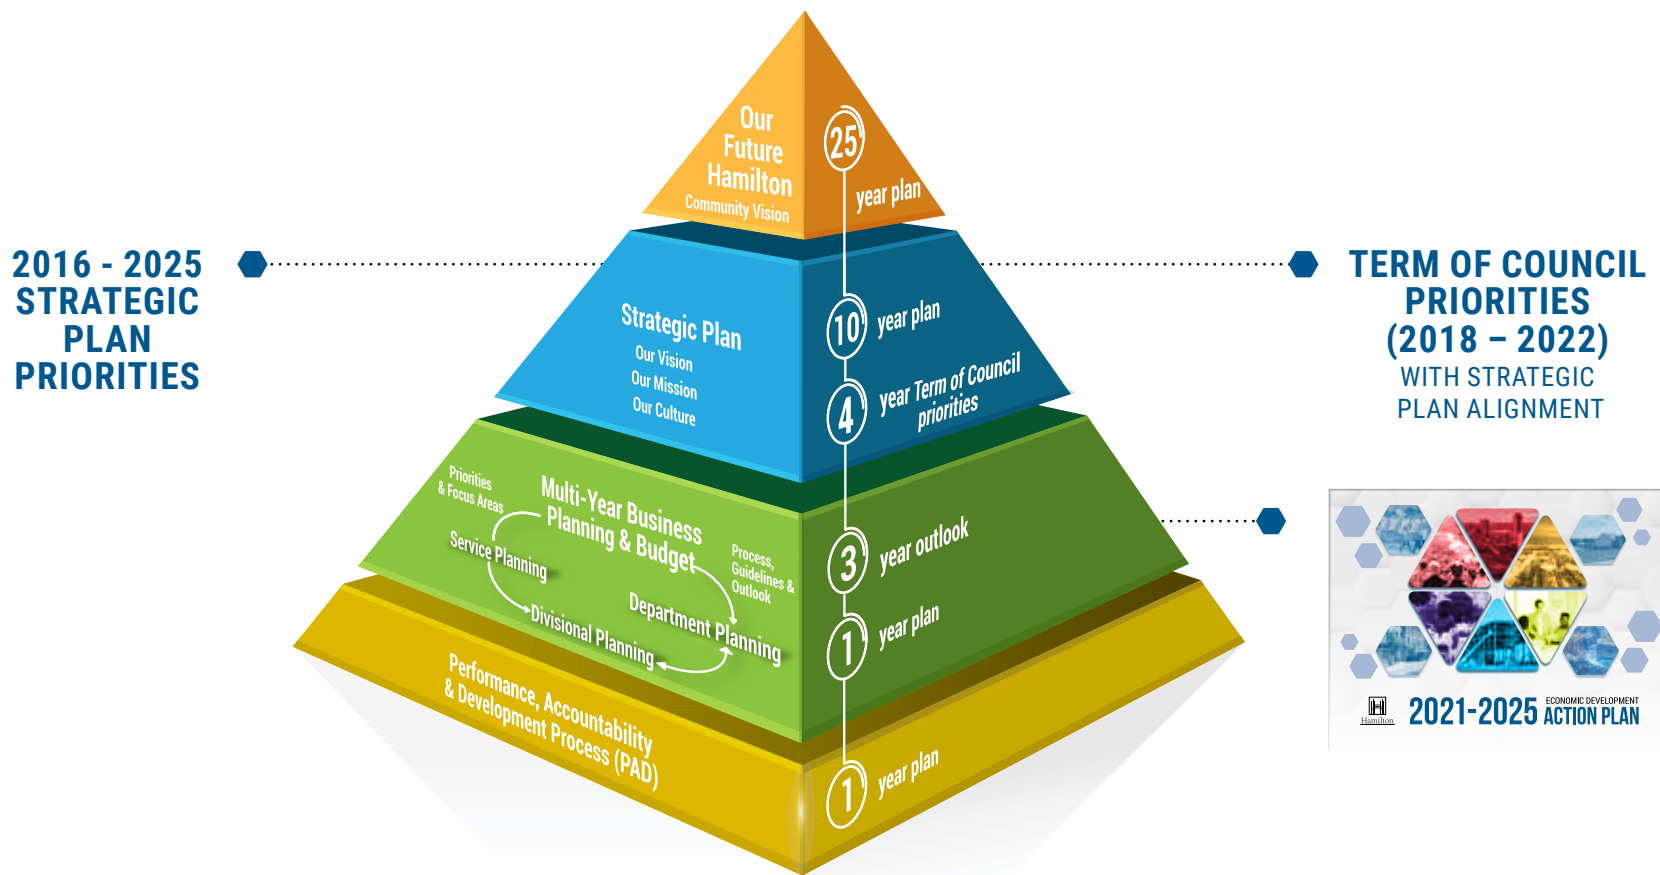 Our
Future
Hamilton
Community Vision
25
year plan
2016 - 2025
STRATEGIC
PLAN
PRIORITIES
TERM OF COUNCIL
PRIORITIES
(2018 – 2022)
WITH STRATEGIC
PLAN ALIGNMENT
Strategic Plan
Our Vision
Our Mission
Our Culture
10 year plan
4 year Term of Council
priorities
Priorities
& Focus Areas
Multi-Year Business
Planning & Budget
Service Planning
Process,
Guidelines &
Outlook
Department Planning
Divisional Planning
3 year outlook
1 year plan
Performance, Accountability
& Development Process (PAD)
1 year plan
Hamilton
2021-2025
ECONOMIC DEVELOPMENT
ACTION PLAN